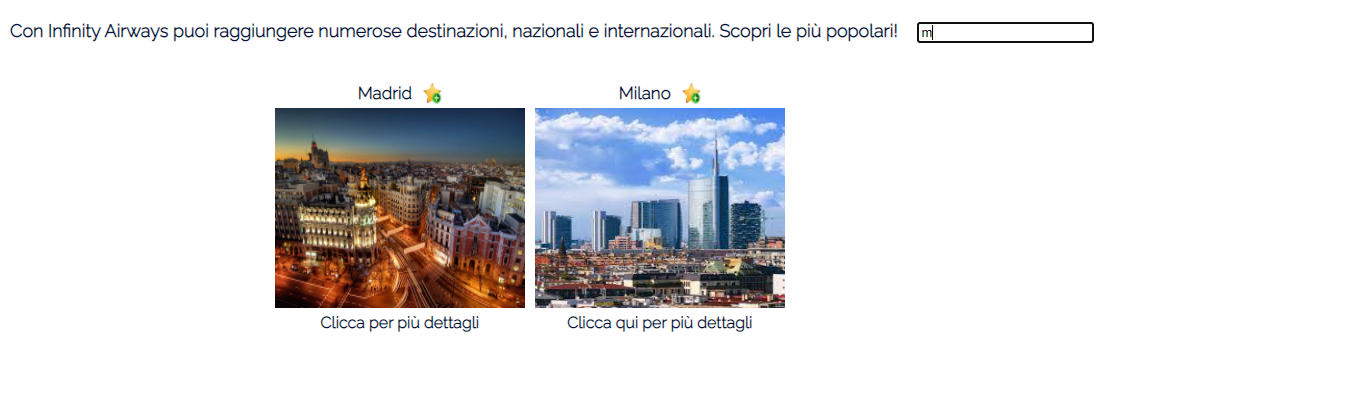 Con Infinity Airways puoi raggiungere numerose destinazioni, nazionali e internazionali. Scopri le più popolari! m
Madrid Milano
Clicca per più dettagli Clicca qui per più dettagli